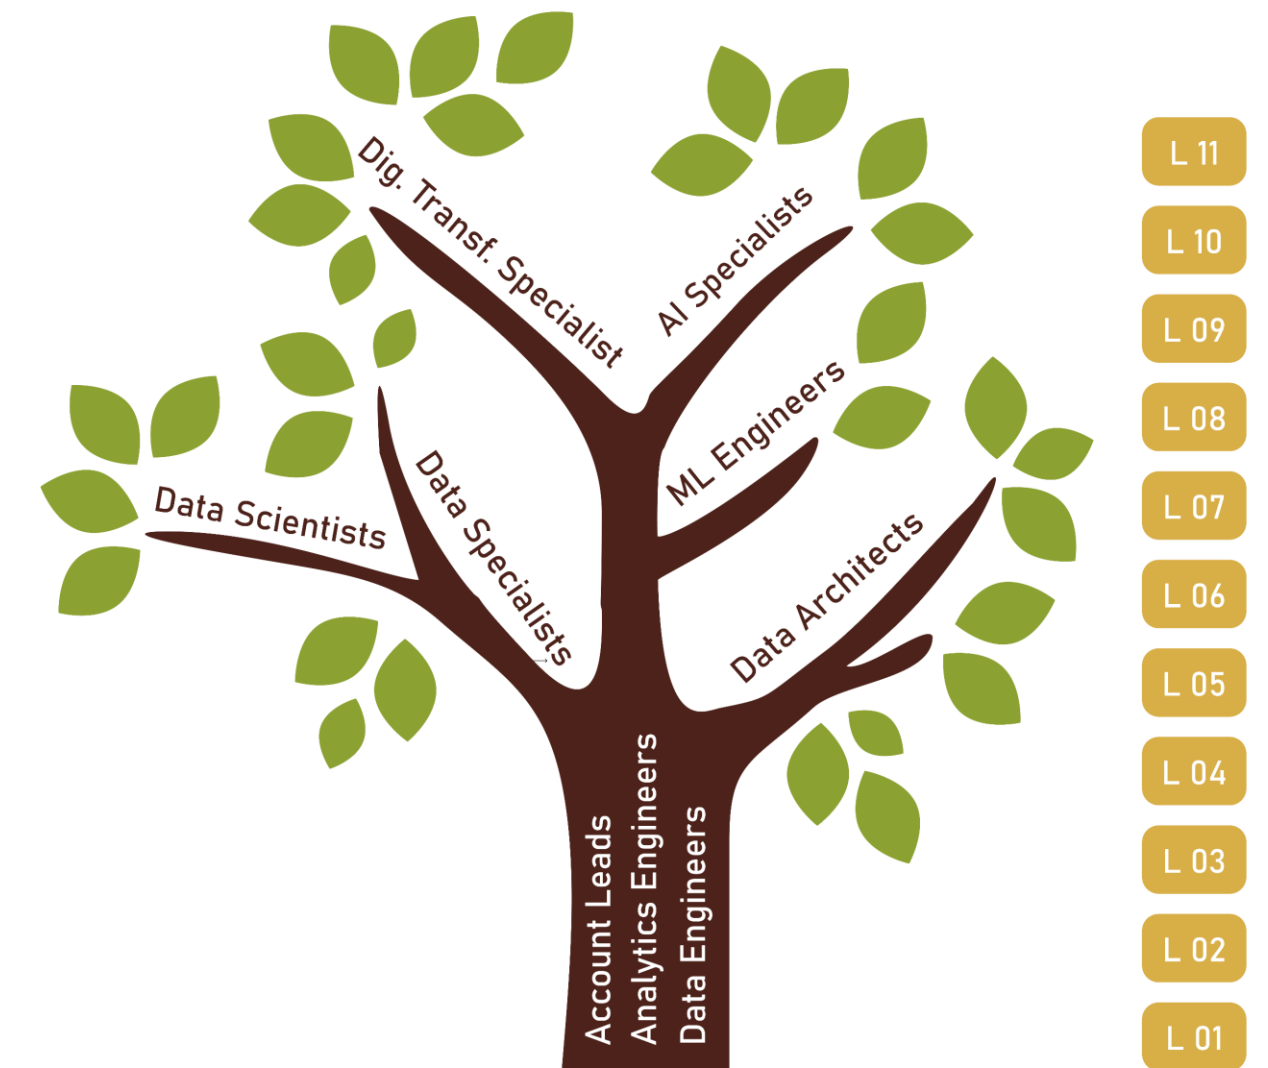 Dig. Transf. Specialist
AI Specialists
ML Engineers
Data Scientists
Data Specialists
Data Architects
Account Leads
Analytics Engineers
Data Engineers
L 11
L 10
L 09
L 08
L 07
L 06
L 05
L 04
L 03
L 02
L 01